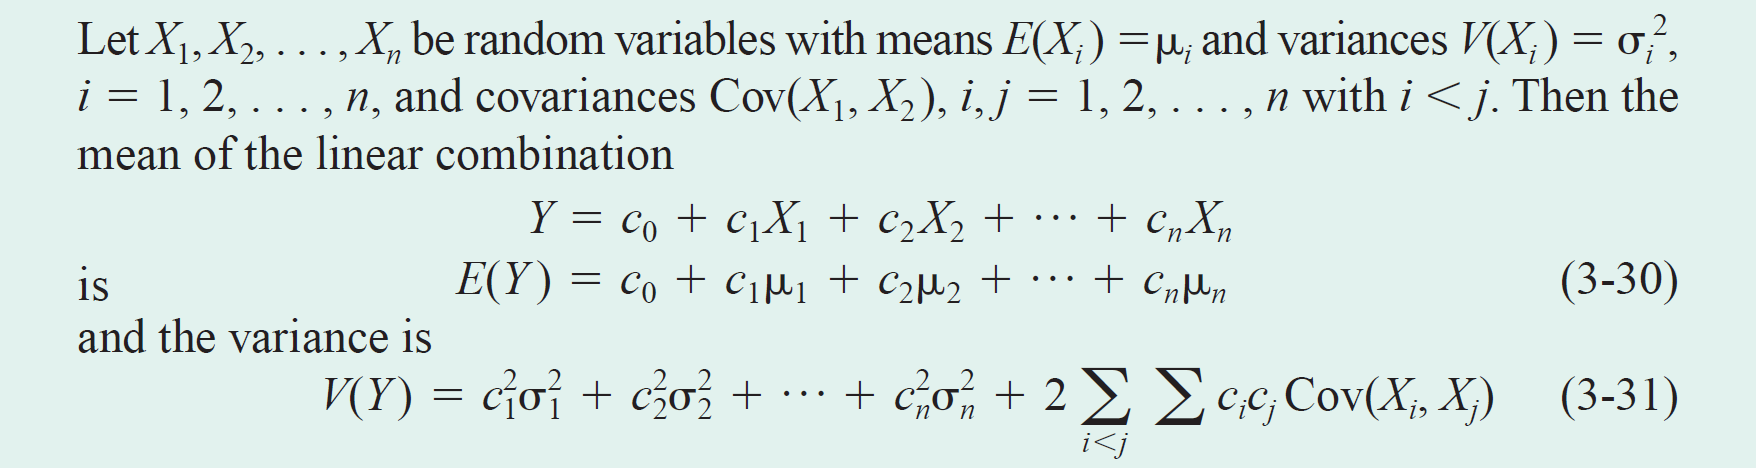 Let X₁, X₂, . . . , Xₙ be random variables with means E(Xᵢ) = μᵢ and variances V(Xᵢ) = σᵢ²,
i = 1, 2, . . . , n, and covariances Cov(X₁, X₂), i, j = 1, 2, . . . , n with i < j. Then the
mean of the linear combination
Y = c₀ + c₁X₁ + c₂X₂ + ··· + cₙXₙ
is E(Y) = c₀ + c₁μ₁ + c₂μ₂ + ··· + cₙμₙ (3-30)
and the variance is
V(Y) = c₁²σ₁² + c₂²σ₂² + ··· + cₙ²σₙ² + 2 ∑ ∑ cᵢcⱼ Cov(Xᵢ, Xⱼ) (3-31)
i<j